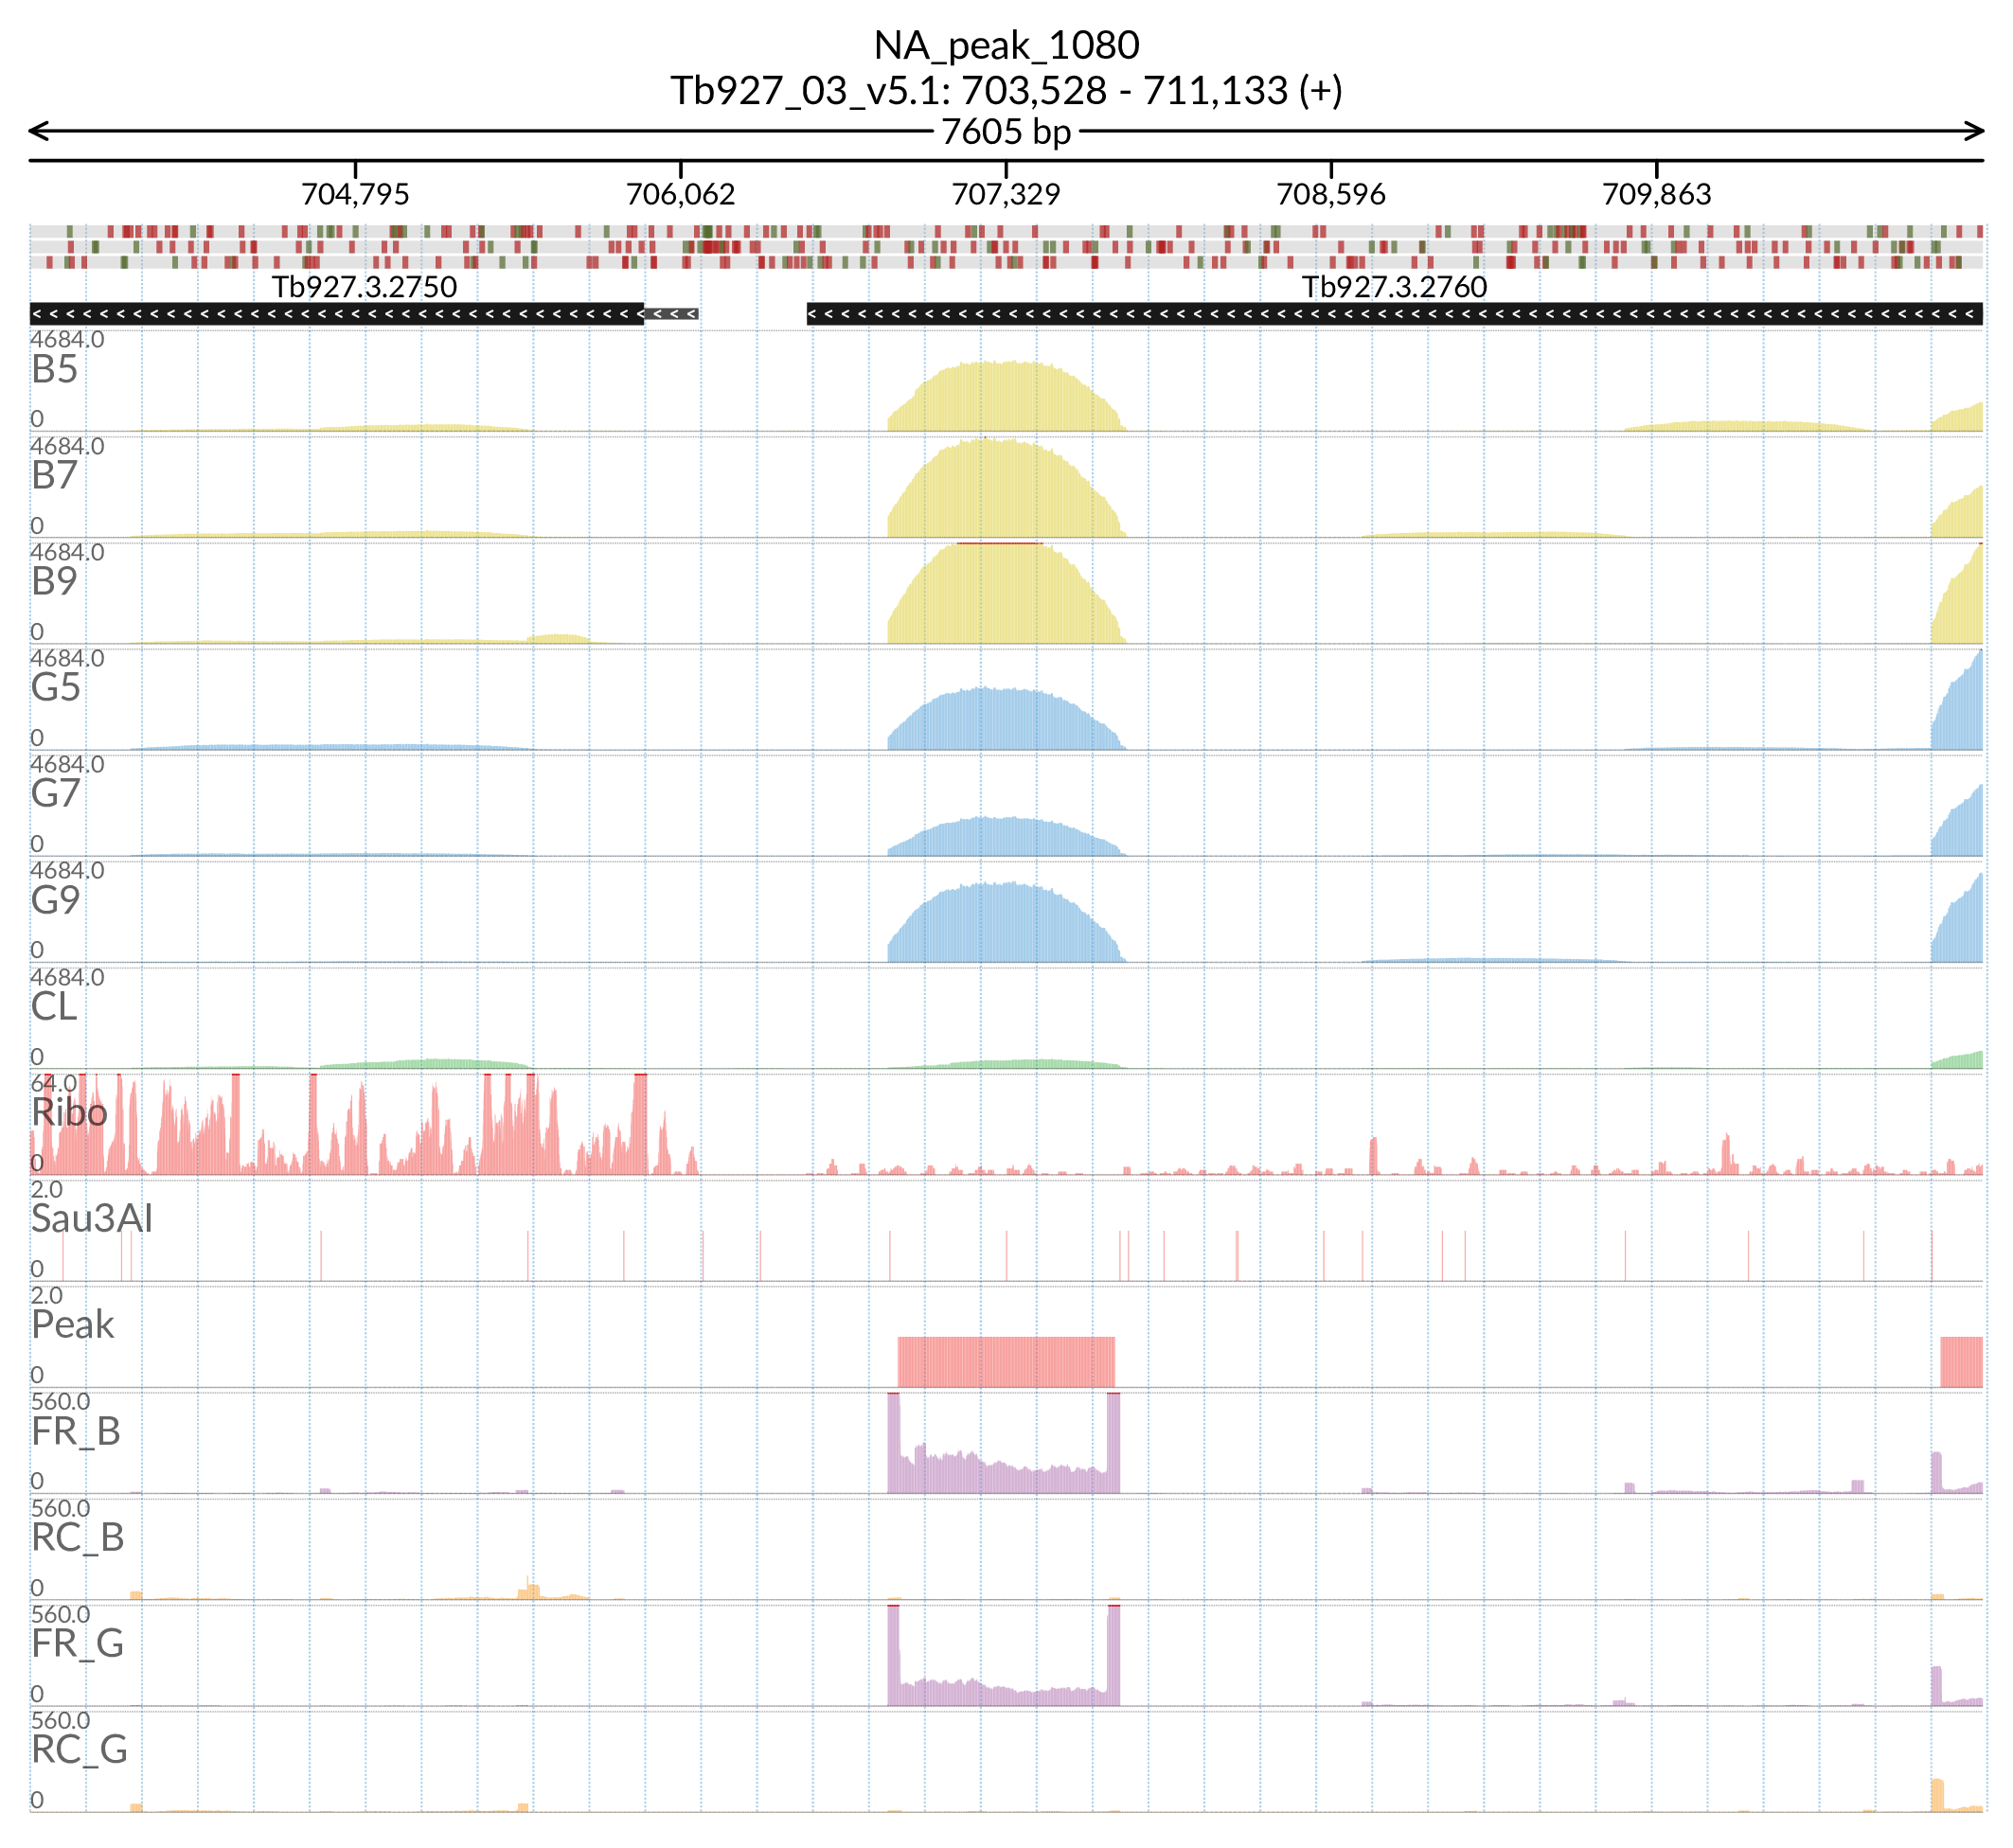 NA_peak_1080
Tb927_03_v5.1: 703,528 - 711,133 (+)
7605 bp
704,795 706,062 707,329 708,596 709,863
Tb927.3.2750 Tb927.3.2760
4684.0
B5
0
4684.0
B7
0
4684.0
B9
0
4684.0
G5
0
4684.0
G7
0
4684.0
G9
0
4684.0
CL
0
64.0
Ribo
0
2.0
Sau3AI
0
2.0
Peak
0
560.0
FR_B
0
560.0
RC_B
0
560.0
FR_G
0
560.0
RC_G
0